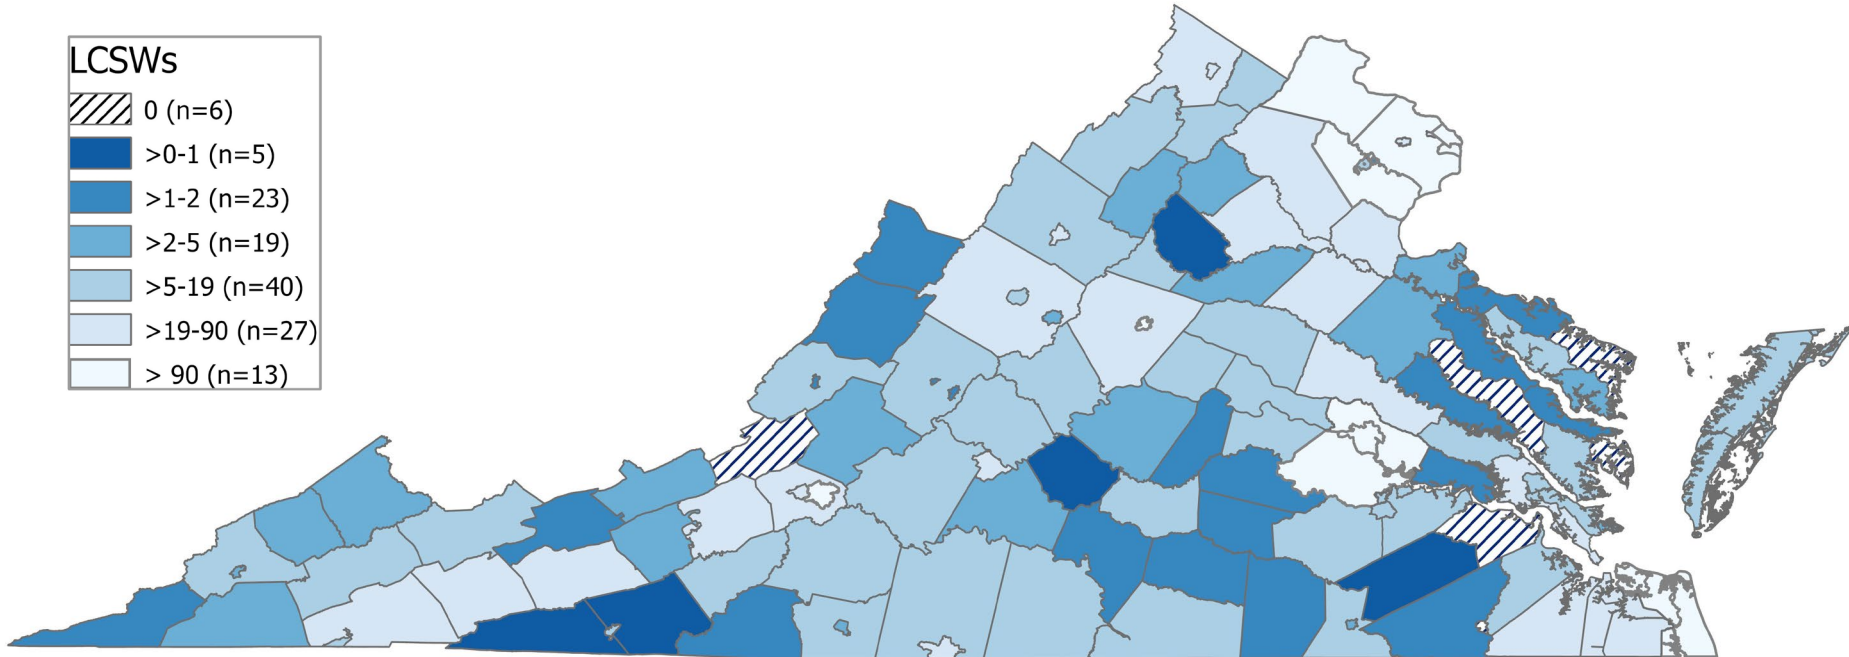 LCSWs
0 (n=6)
>0-1 (n=5)
>1-2 (n=23)
>2-5 (n=19)
>5-19 (n=40)
>19-90 (n=27)
> 90 (n=13)